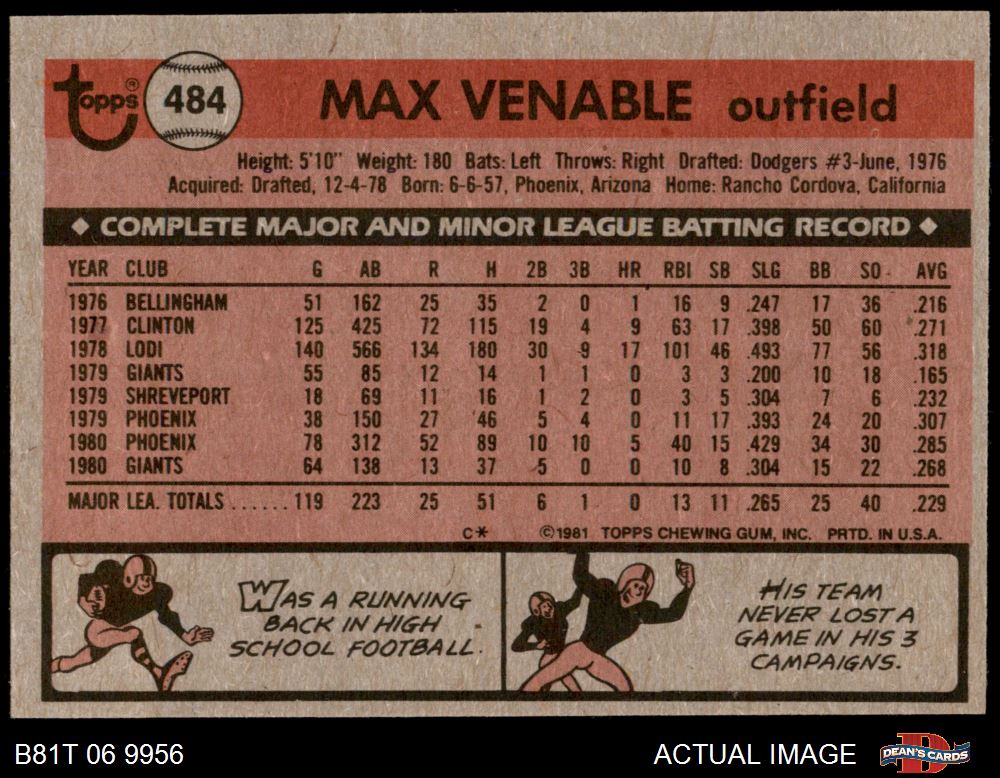 Topps® 484 MAX VENABLE outfield
Height: 5'10" Weight: 180 Bats: Left Throws: Right Drafted: Dodgers #3-June, 1976
Acquired: Drafted, 12-4-78 Born: 6-6-57, Phoenix, Arizona Home: Rancho Cordova, California
◆ COMPLETE MAJOR AND MINOR LEAGUE BATTING RECORD ◆
YEAR CLUB G AB R H 2B 3B HR RBI SB SLG BB SO AVG
1976 BELLINGHAM 51 162 25 35 2 0 1 16 9 .247 17 36 .216
1977 CLINTON 125 425 72 115 19 4 9 63 17 .398 50 60 .271
1978 LODI 140 566 134 180 30 9 17 101 46 .493 77 56 .318
1979 GIANTS 55 85 12 14 1 1 0 3 3 .200 10 18 .165
1979 SHREVEPORT 18 69 11 16 1 2 0 3 5 .304 7 6 .232
1979 PHOENIX 38 150 27 46 5 4 0 11 17 .393 24 20 .307
1980 PHOENIX 78 312 52 89 10 10 5 40 15 .429 34 30 .285
1980 GIANTS 64 138 13 37 5 0 0 10 8 .304 15 22 .268
MAJOR LEA. TOTALS ...... 119 223 25 51 6 1 0 13 11 .265 25 40 .229
C* ©1981 TOPPS CHEWING GUM, INC. PRTD. IN U.S.A.
WAS A RUNNING
BACK IN HIGH
SCHOOL FOOTBALL.
HIS TEAM
NEVER LOST A
GAME IN HIS 3
CAMPAIGNS.
B81T 06 9956 ACTUAL IMAGE DEAN'S CARDS